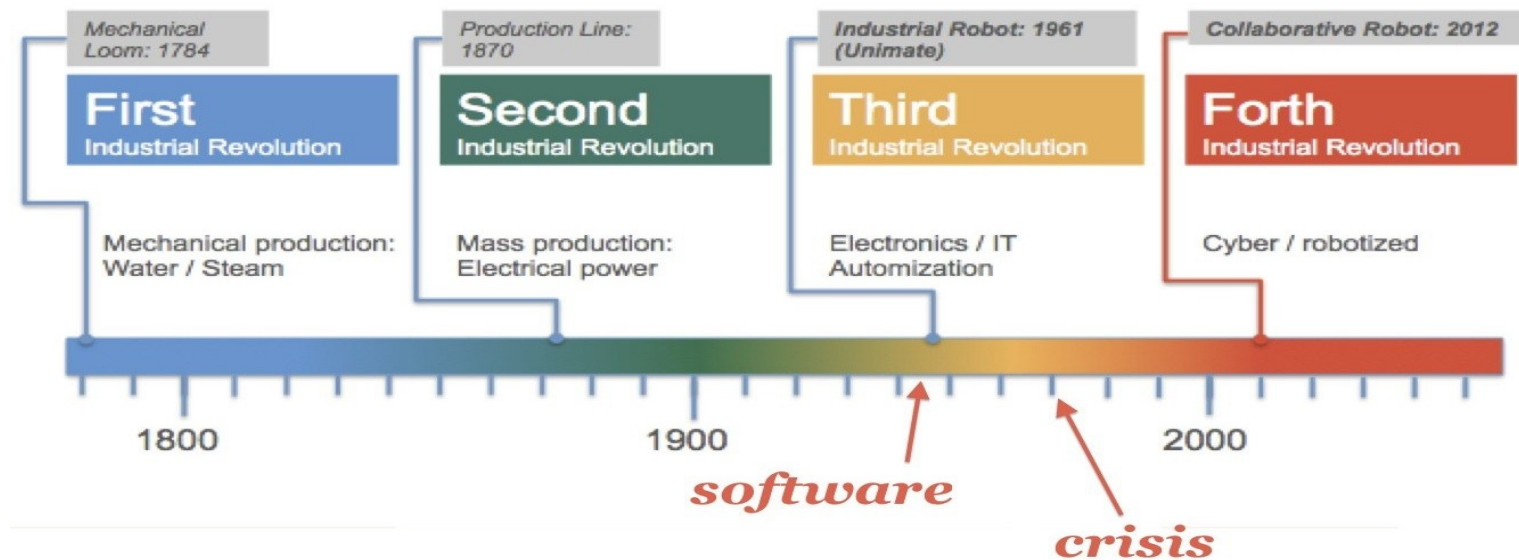 Mechanical
Loom: 1784
First
Industrial Revolution
Mechanical production:
Water / Steam
Production Line:
1870
Second
Industrial Revolution
Mass production:
Electrical power
Industrial Robot: 1961
(Unimate)
Third
Industrial Revolution
Electronics / IT
Automization
Collaborative Robot: 2012
Forth
Industrial Revolution
Cyber / robotized
1800
1900
2000
software
crisis